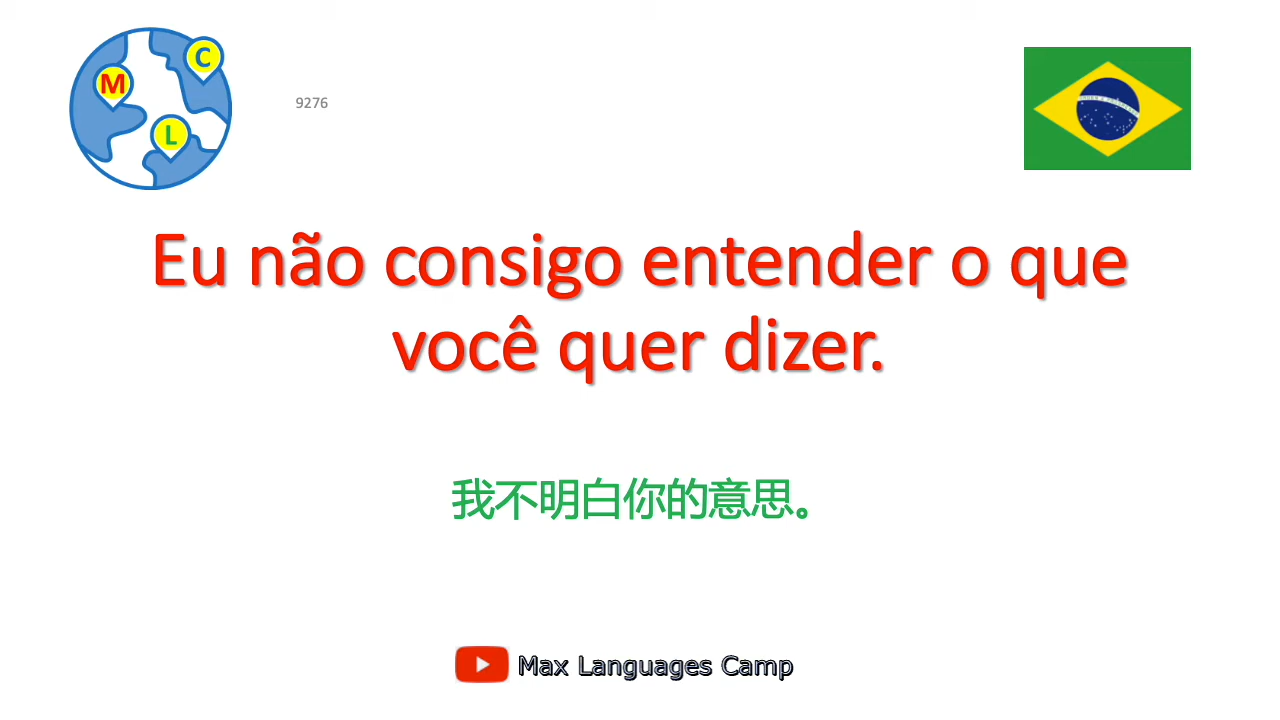 C
M
L
9276
Eu não consigo entender o que
você quer dizer.
我不明白你的意思。
Max Languages Camp